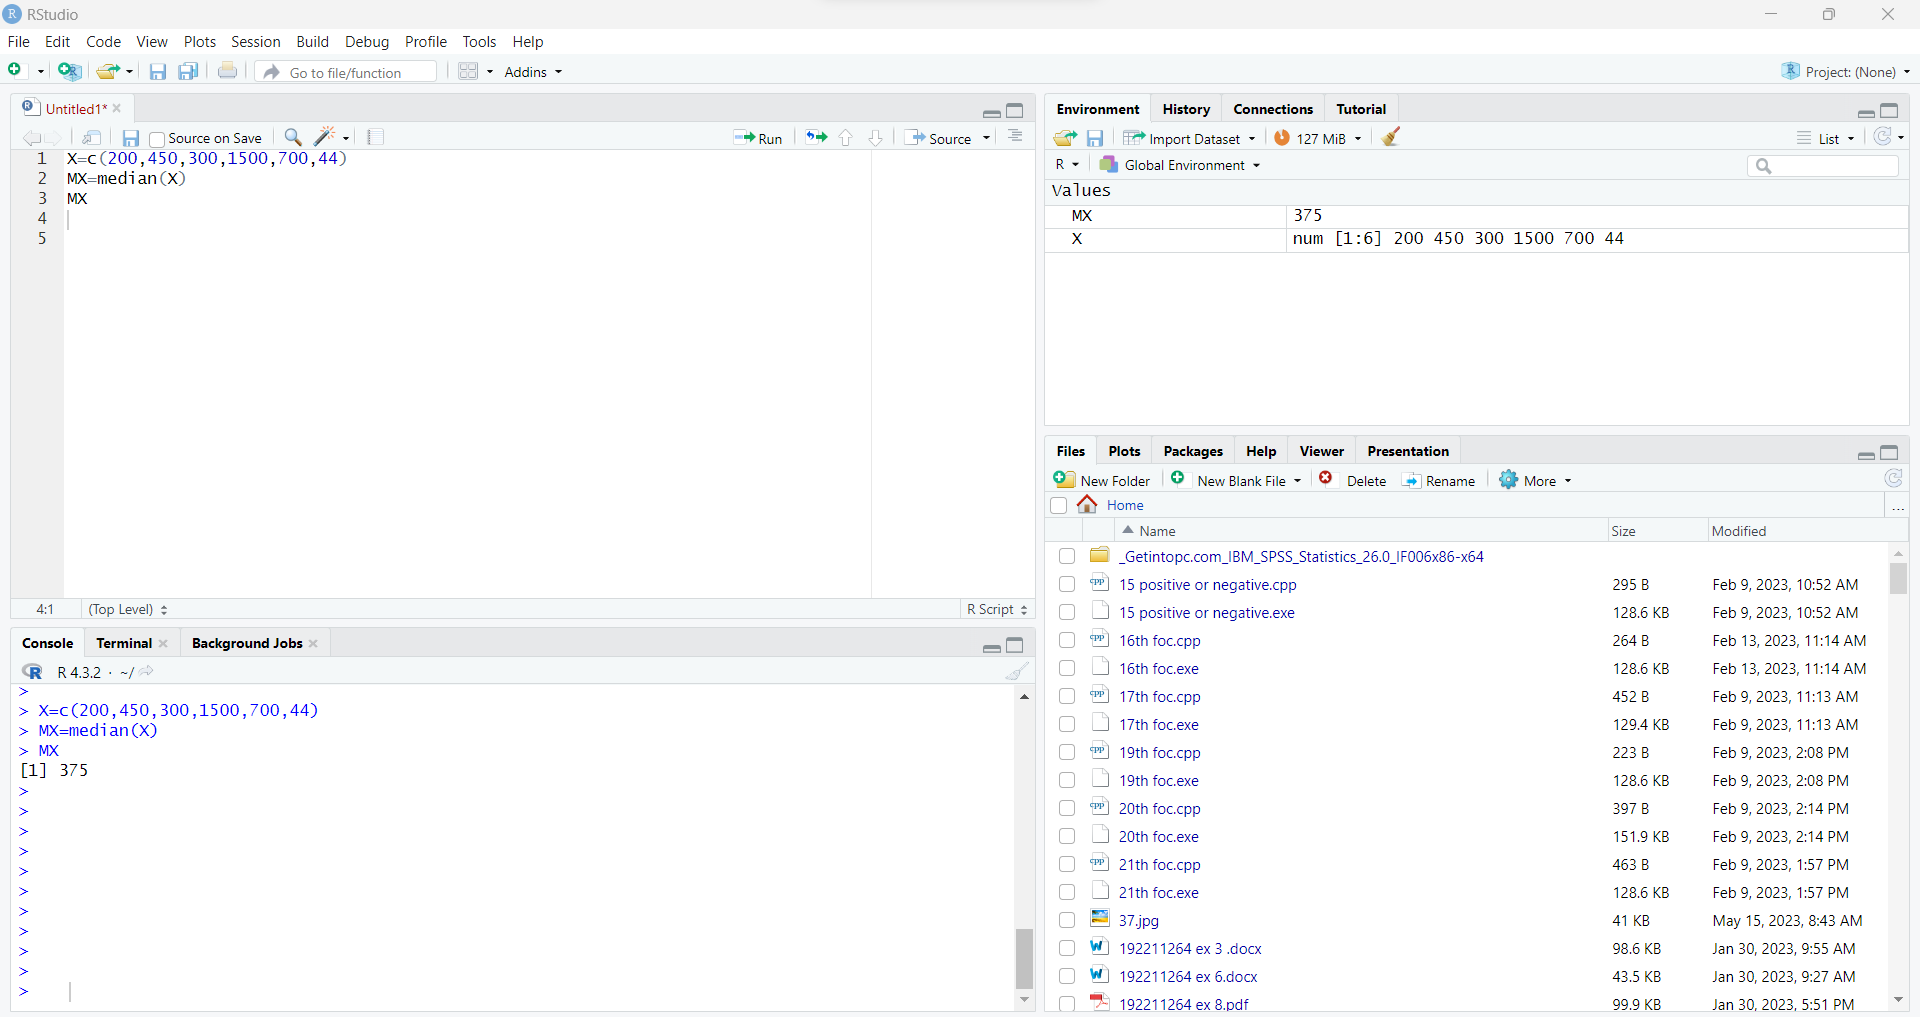 RStudio
File Edit Code View Plots Session Build Debug Profile Tools Help
Go to file/function Addins Project: (None)
Untitled1*
Source on Save Run Source
1 X=c(200,450,300,1500,700,44)
2 MX=median(X)
3 MX
4
5
4:1 (Top Level) R Script
Console Terminal Background Jobs
R 4.3.2 · ~/
>
> X=c(200,450,300,1500,700,44)
> MX=median(X)
> MX
[1] 375
>
>
>
>
>
>
>
>
>
>
>
Environment History Connections Tutorial
Import Dataset 127 MiB List
R Global Environment
Values
MX 375
X num [1:6] 200 450 300 1500 700 44
Files Plots Packages Help Viewer Presentation
New Folder New Blank File Delete Rename More
Home ...
Name Size Modified
_Getintopc.com_IBM_SPSS_Statistics_26.0_IF006x86-x64
15 positive or negative.cpp 295 B Feb 9, 2023, 10:52 AM
15 positive or negative.exe 128.6 KB Feb 9, 2023, 10:52 AM
16th foc.cpp 264 B Feb 13, 2023, 11:14 AM
16th foc.exe 128.6 KB Feb 13, 2023, 11:14 AM
17th foc.cpp 452 B Feb 9, 2023, 11:13 AM
17th foc.exe 129.4 KB Feb 9, 2023, 11:13 AM
19th foc.cpp 223 B Feb 9, 2023, 2:08 PM
19th foc.exe 128.6 KB Feb 9, 2023, 2:08 PM
20th foc.cpp 397 B Feb 9, 2023, 2:14 PM
20th foc.exe 151.9 KB Feb 9, 2023, 2:14 PM
21th foc.cpp 463 B Feb 9, 2023, 1:57 PM
21th foc.exe 128.6 KB Feb 9, 2023, 1:57 PM
37.jpg 41 KB May 15, 2023, 8:43 AM
192211264 ex 3 .docx 98.6 KB Jan 30, 2023, 9:55 AM
192211264 ex 6.docx 43.5 KB Jan 30, 2023, 9:27 AM
192211264 ex 8.pdf 99.9 KB Jan 30, 2023, 5:51 PM